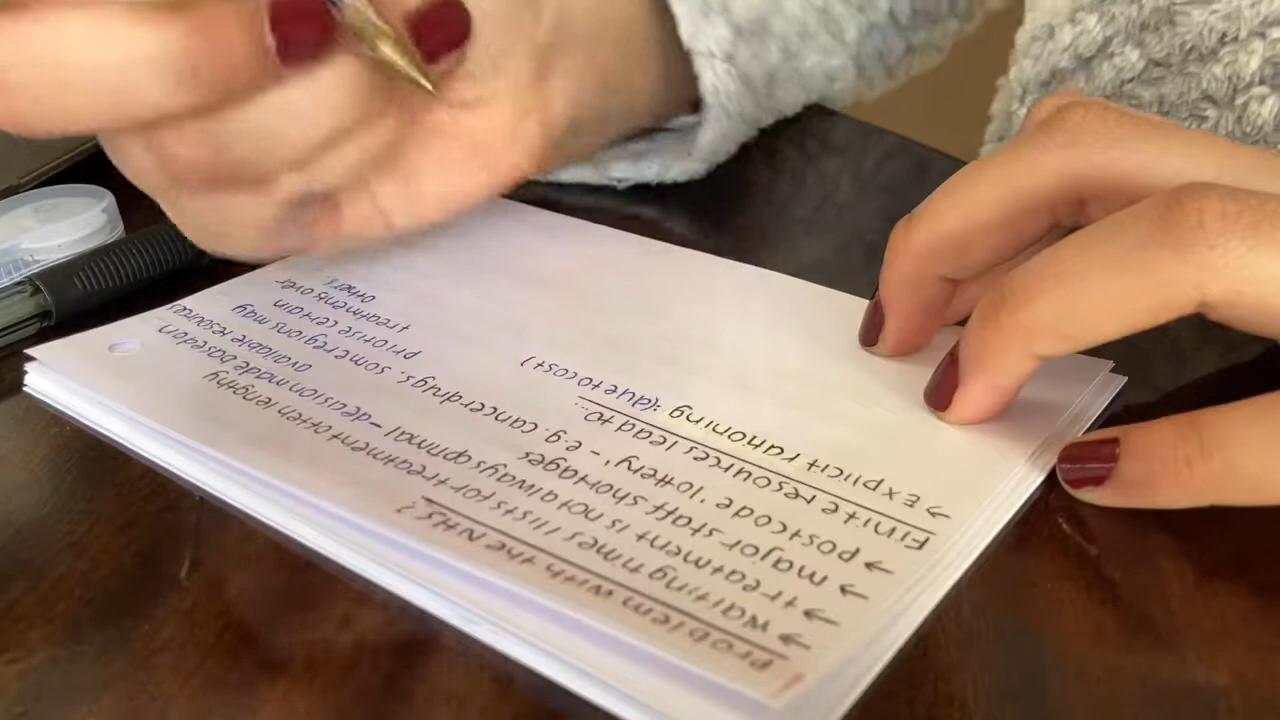 Problem with the NHS?
→ waiting times / lists for treatment often lengthy
→ treatment is not always optimal - decision made based on available resources
→ major staff shortages
→ postcode 'lottery' - e.g. cancer drugs. some regions may
priorise certain
treatments over
others.
Finite resources lead to...
→ Explicit rationing : (due to cost)